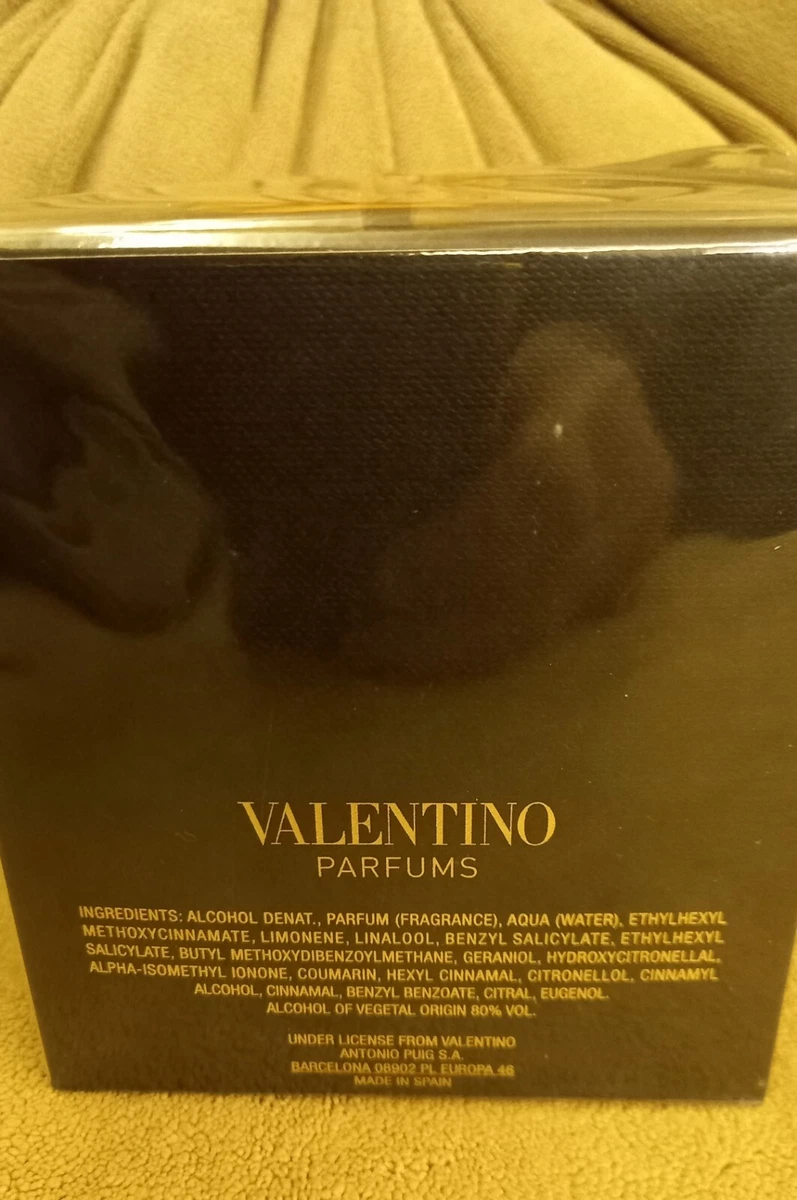 VALENTINO
PARFUMS
INGREDIENTS: ALCOHOL DENAT., PARFUM (FRAGRANCE), AQUA (WATER), ETHYLHEXYL
METHOXYCINNAMATE, LIMONENE, LINALOOL, BENZYL SALICYLATE, ETHYLHEXYL
SALICYLATE, BUTYL METHOXYDIBENZOYLMETHANE, GERANIOL, HYDROXYCITRONELLAL,
ALPHA-ISOMETHYL IONONE, COUMARIN, HEXYL CINNAMAL, CITRONELLOL, CINNAMYL
ALCOHOL, CINNAMAL, BENZYL BENZOATE, CITRAL, EUGENOL.
ALCOHOL OF VEGETAL ORIGIN 80% VOL.
UNDER LICENSE FROM VALENTINO
ANTONIO PUIG S.A.
BARCELONA 08902 PL EUROPA 46
MADE IN SPAIN